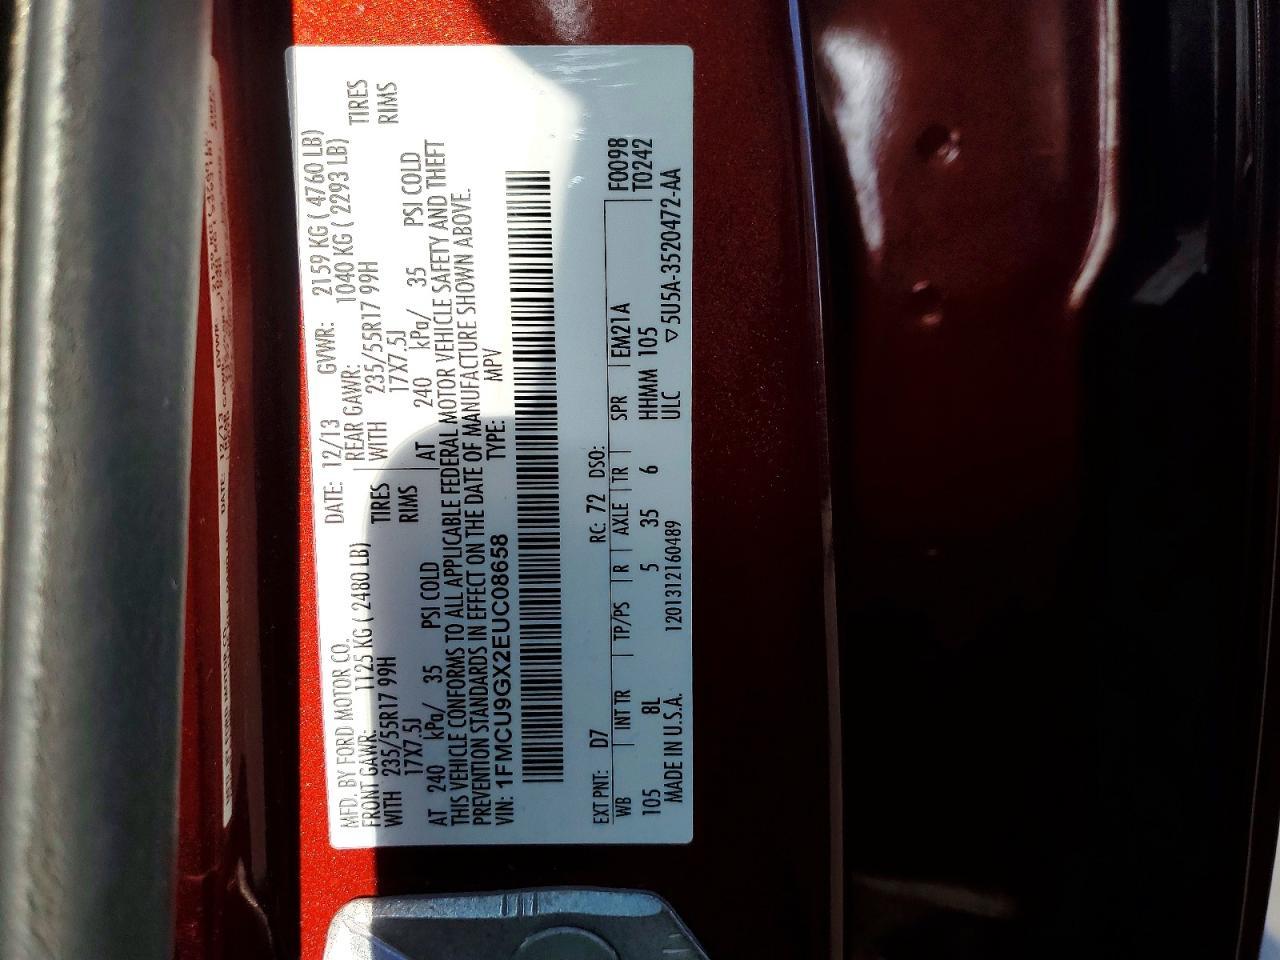 MFD. BY FORD MOTOR CO. DATE: 12/13 GVWR: 2159 KG ( 4760 LB)
FRONT GAWR: 1125 KG ( 2480 LB) REAR GAWR: 1040 KG ( 2293 LB)
WITH 235/55R17 99H TIRES WITH 235/55R17 99H TIRES
17X7.5J RIMS 17X7.5J RIMS
AT 240 kPa/ 35 PSI COLD AT 240 kPa/ 35 PSI COLD
THIS VEHICLE CONFORMS TO ALL APPLICABLE FEDERAL MOTOR VEHICLE SAFETY AND THEFT
PREVENTION STANDARDS IN EFFECT ON THE DATE OF MANUFACTURE SHOWN ABOVE.
VIN: 1FMCU9GX2EUC08658 TYPE: MPV
EXT PNT: D7 RC: 72 DSO: F0098
WB INT TR TP/PS R AXLE TR SPR EM21A T0242
105 8L 5 35 6 HHMM 105
MADE IN U.S.A. 1201312160489 ULC ▽5U5A-3520472-AA